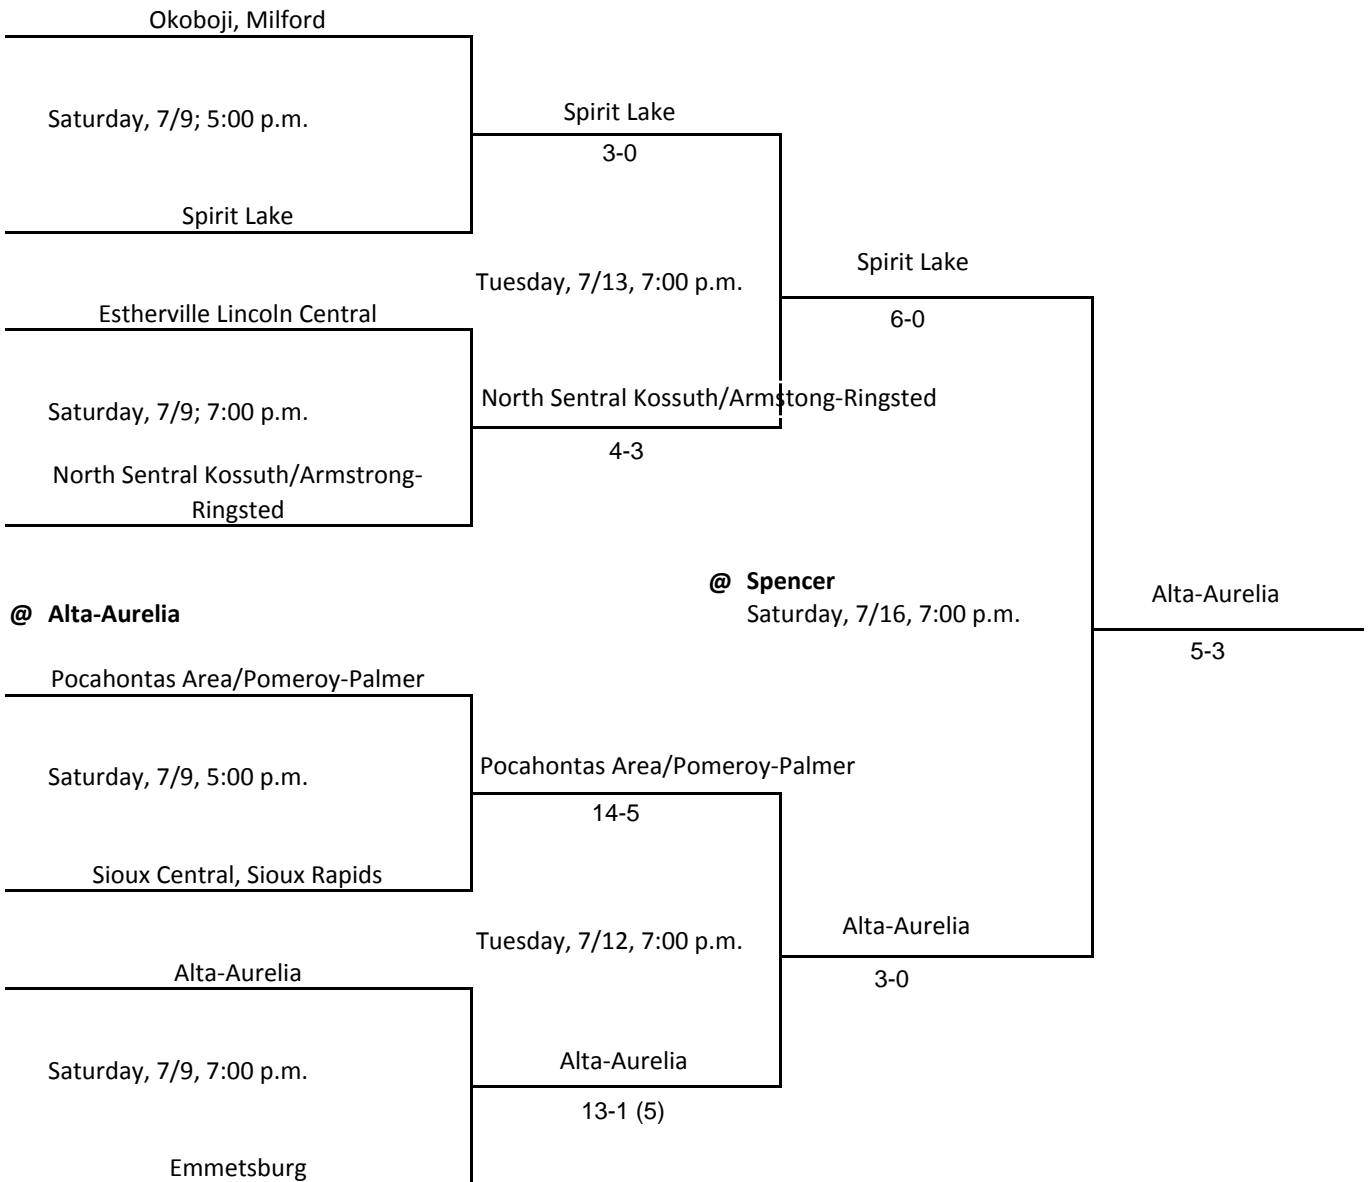 Okoboji, Milford
Saturday, 7/9; 5:00 p.m.
Spirit Lake
3-0
Spirit Lake
Tuesday, 7/13, 7:00 p.m.
Spirit Lake
6-0
Estherville Lincoln Central
Saturday, 7/9; 7:00 p.m.
North Sentral Kossuth/Armstong-Ringsted
4-3
North Sentral Kossuth/Armstrong-
Ringsted
@ Spencer
Saturday, 7/16, 7:00 p.m.
Alta-Aurelia
5-3
@ Alta-Aurelia
Pocahontas Area/Pomeroy-Palmer
Saturday, 7/9, 5:00 p.m.
Pocahontas Area/Pomeroy-Palmer
14-5
Sioux Central, Sioux Rapids
Tuesday, 7/12, 7:00 p.m.
Alta-Aurelia
3-0
Alta-Aurelia
Saturday, 7/9, 7:00 p.m.
Alta-Aurelia
13-1 (5)
Emmetsburg